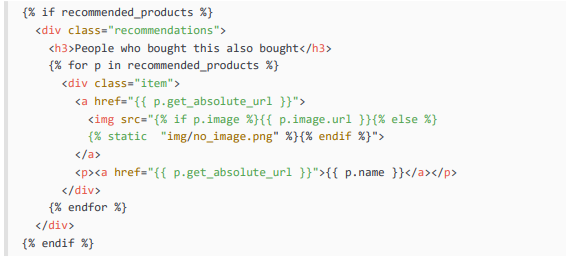 {% if recommended_products %}
<div class="recommendations">
<h3>People who bought this also bought</h3>
{% for p in recommended_products %}
<div class="item">
<a href="{{ p.get_absolute_url }}">
<img src="{% if p.image %}{{ p.image.url }}{% else %}
{% static  "img/no_image.png" %}{% endif %}">
</a>
<p><a href="{{ p.get_absolute_url }}">{{ p.name }}</a></p>
</div>
{% endfor %}
</div>
{% endif %}